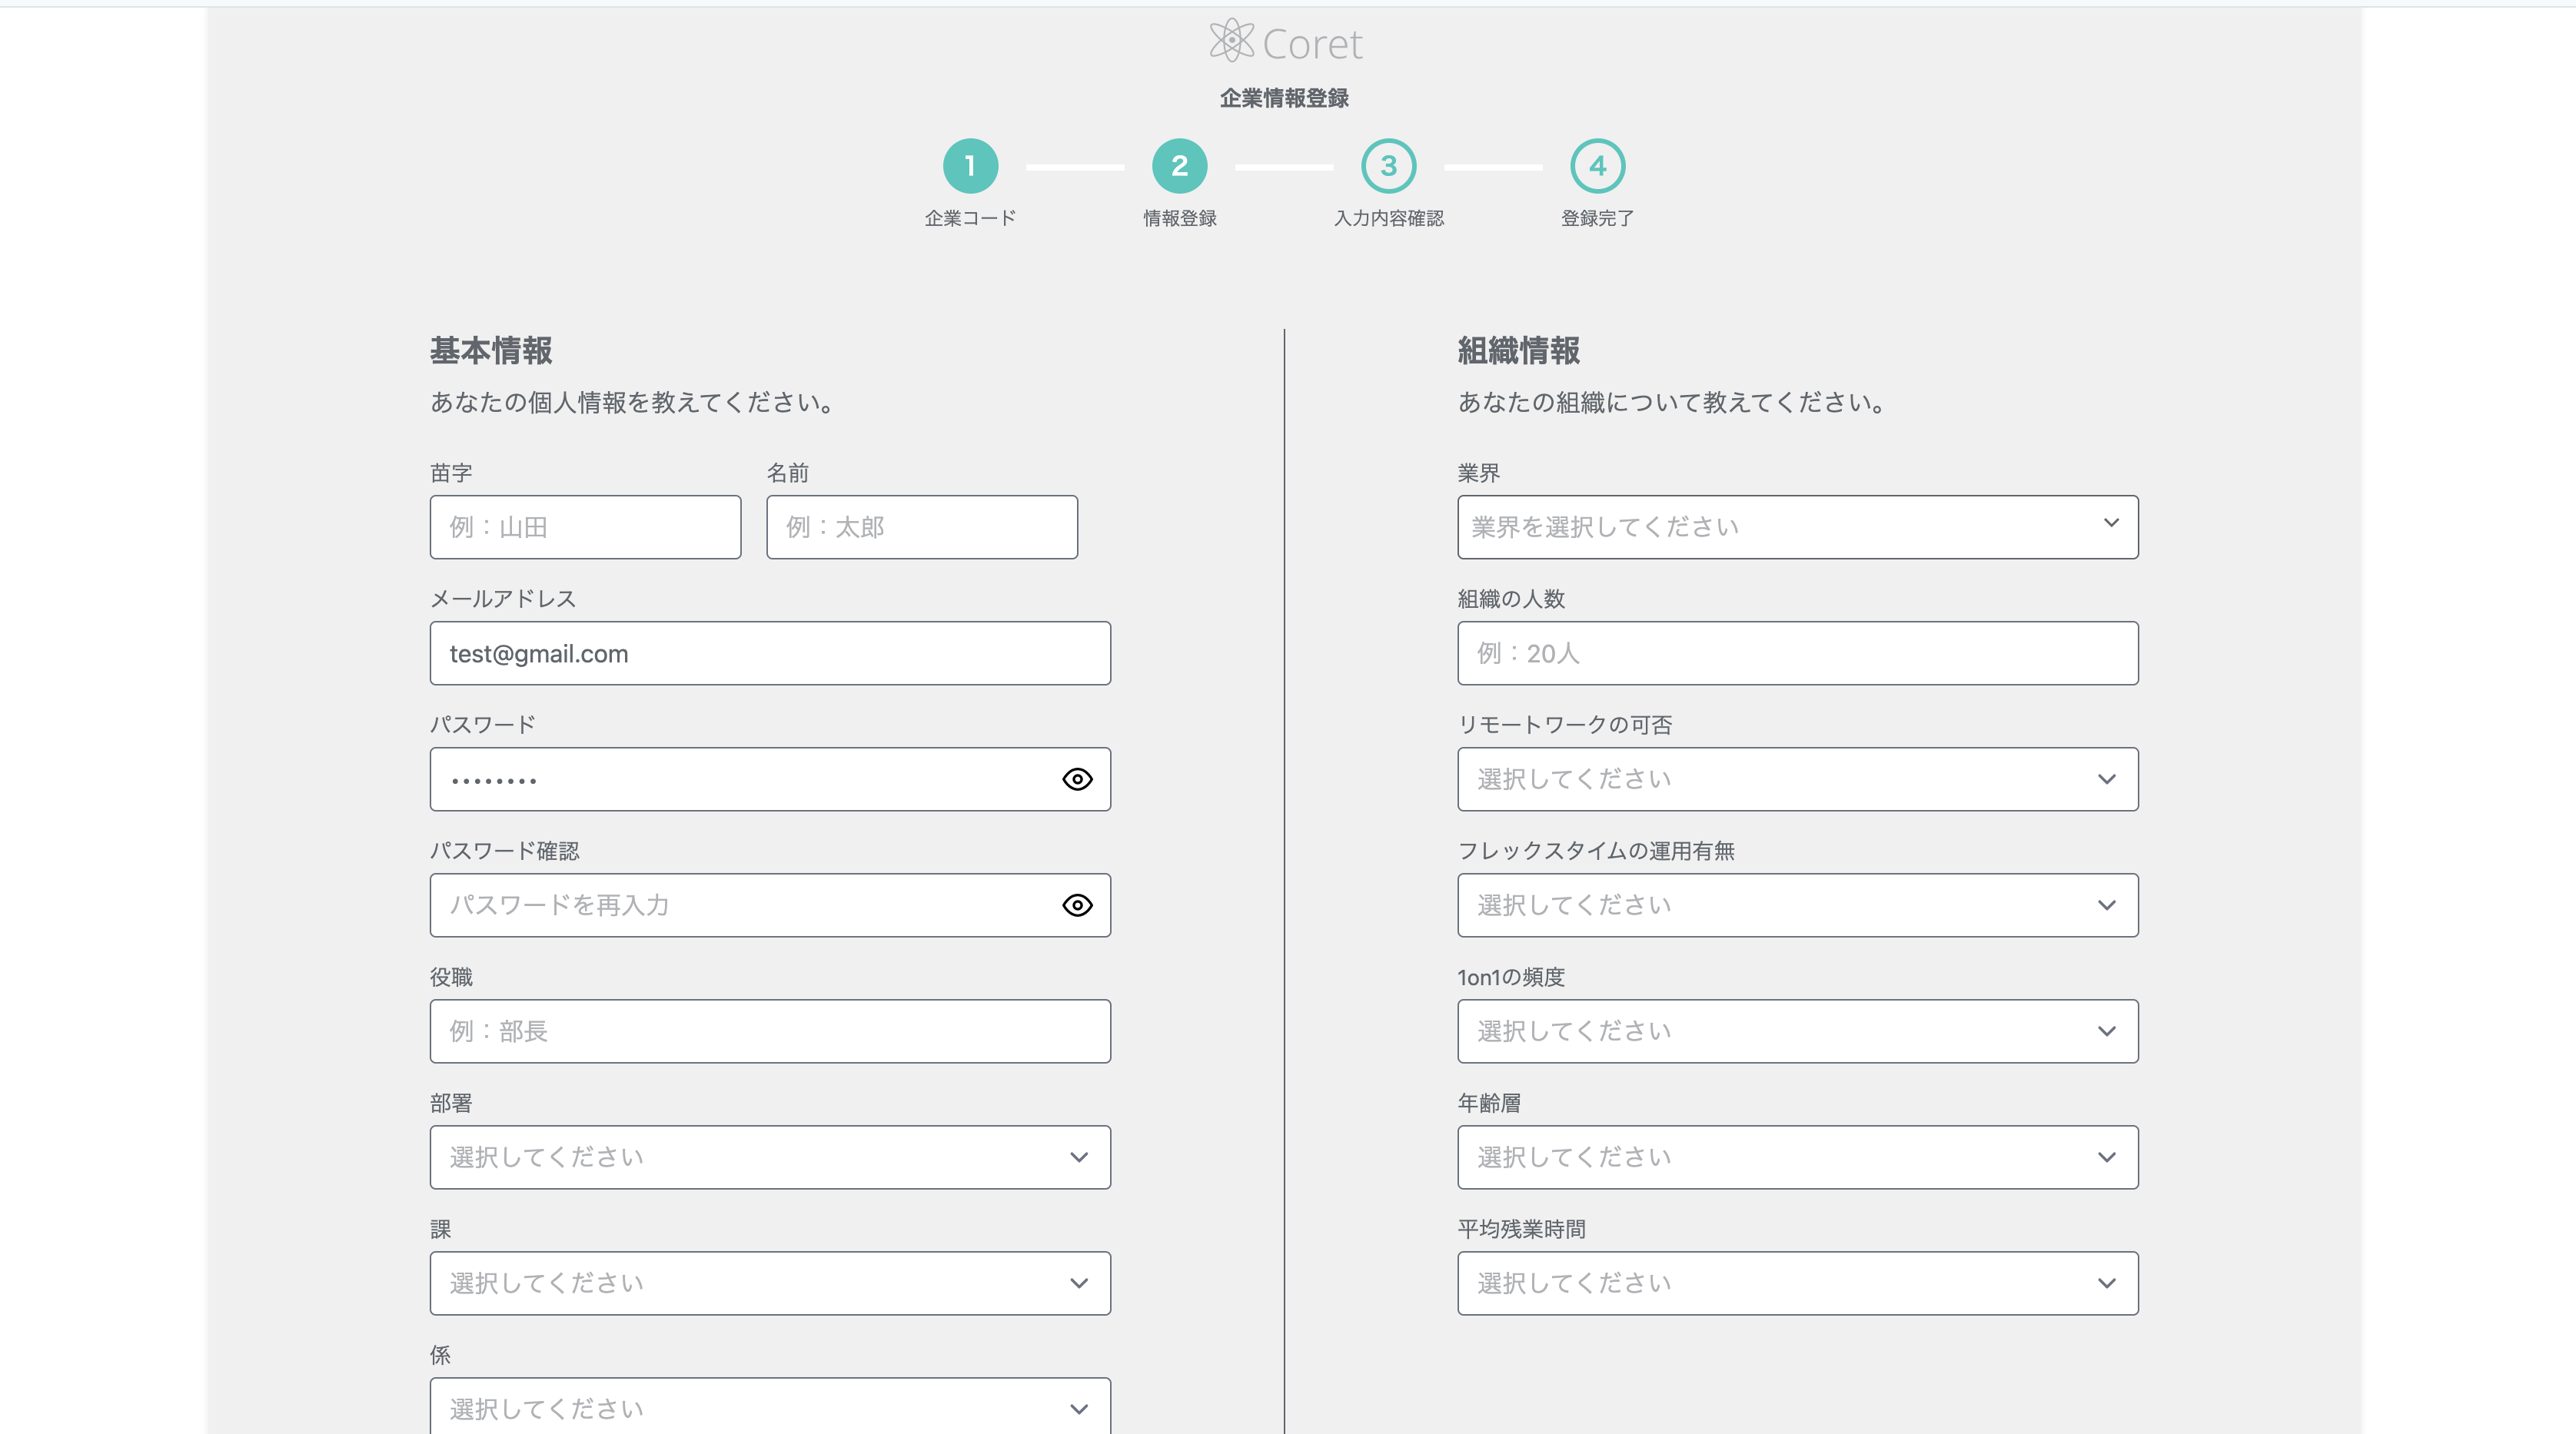 Coret
企業情報登録
1
2
3
4
企業コード
情報登録
入力内容確認
登録完了
基本情報
あなたの個人情報を教えてください。
苗字
名前
例：山田
例：太郎
メールアドレス
test@gmail.com
パスワード
••••••••
パスワード確認
パスワードを再入力
役職
例：部長
部署
選択してください
課
選択してください
係
選択してください
組織情報
あなたの組織について教えてください。
業界
業界を選択してください
組織の人数
例：20人
リモートワークの可否
選択してください
フレックスタイムの運用有無
選択してください
1on1の頻度
選択してください
年齢層
選択してください
平均残業時間
選択してください